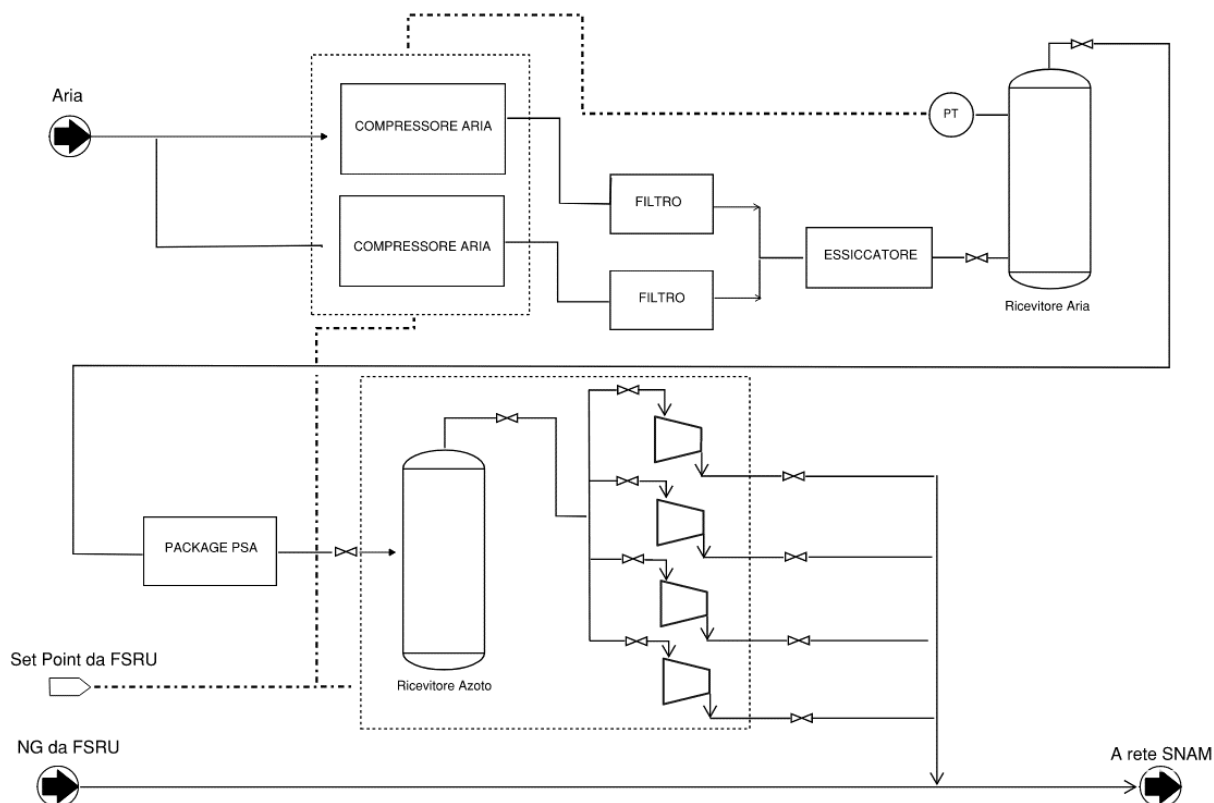 Aria
COMPRESSORE ARIA
COMPRESSORE ARIA
FILTRO
FILTRO
ESSICCATORE
PT
Ricevitore Aria
PACKAGE PSA
Ricevitore Azoto
Set Point da FSRU
NG da FSRU
A rete SNAM